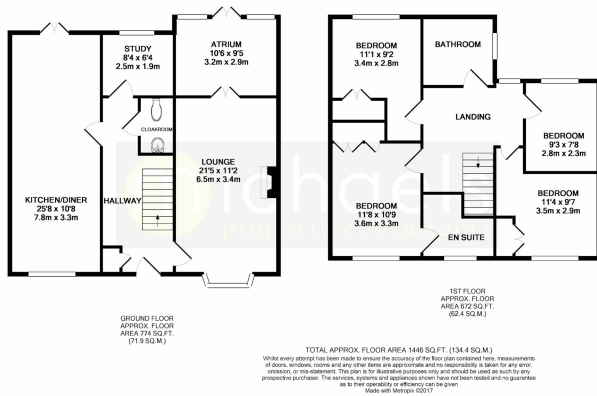 STUDY
8'4 x 6'4
2.5m x 1.9m
ATRIUM
10'6 x 9'5
3.2m x 2.9m
CLOAKROOM
LOUNGE
21'5 x 11'2
6.5m x 3.4m
KITCHEN/DINER
25'8 x 10'8
7.8m x 3.3m
HALLWAY
GROUND FLOOR
APPROX. FLOOR
AREA 774 SQ.FT.
(71.9 SQ.M.)
BEDROOM
11'1 x 9'2
3.4m x 2.8m
BATHROOM
LANDING
BEDROOM
9'3 x 7'8
2.8m x 2.3m
BEDROOM
11'8 x 10'9
3.6m x 3.3m
BEDROOM
11'4 x 9'7
3.5m x 2.9m
EN SUITE
1ST FLOOR
APPROX. FLOOR
AREA 672 SQ.FT.
(62.4 SQ.M.)
michaels
property consultants
TOTAL APPROX. FLOOR AREA 1446 SQ.FT. (134.4 SQ.M.)
Whilst every attempt has been made to ensure the accuracy of the floor plan contained here, measurements
of doors, windows, rooms and any other items are approximate and no responsibility is taken for any error,
omission, or mis-statement. This plan is for illustrative purposes only and should be used as such by any
prospective purchaser. The services, systems and appliances shown have not been tested and no guarantee
as to their operability or efficiency can be given
Made with Metropix ©2017